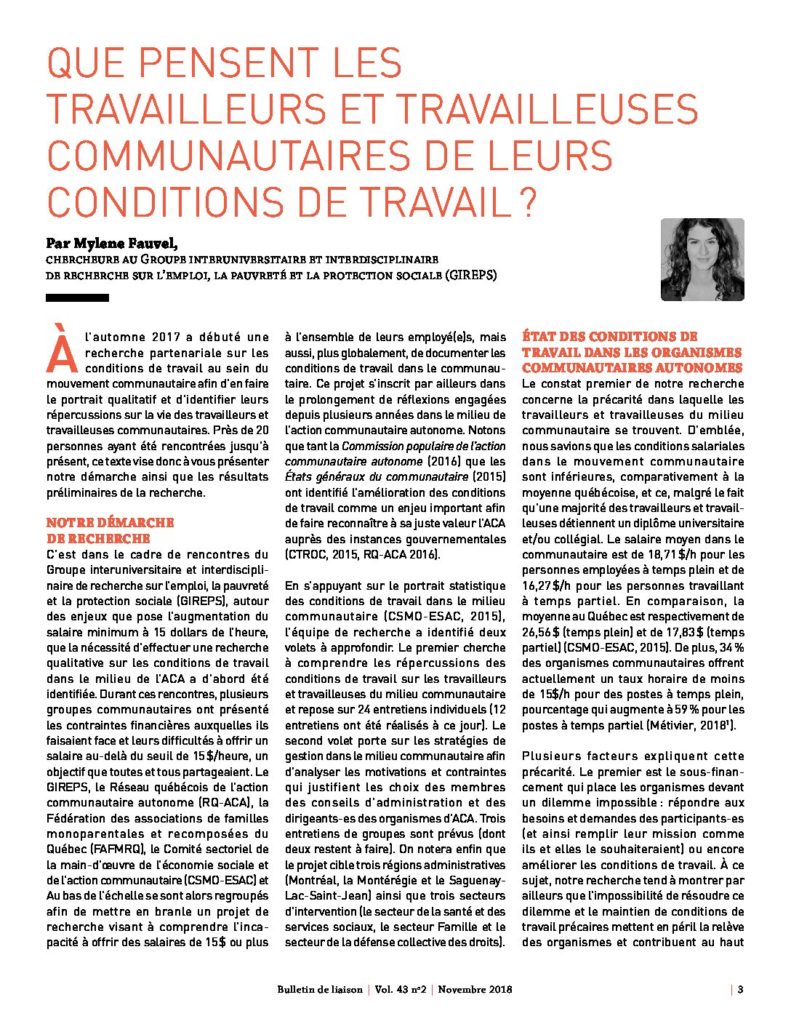 QUE PENSENT LES
TRAVAILLEURS ET TRAVAILLEUSES
COMMUNAUTAIRES DE LEURS
CONDITIONS DE TRAVAIL ?
Par Mylene Fauvel,
chercheure au Groupe interuniversitaire et interdisciplinaire
de recherche sur l'emploi, la pauvreté et la protection sociale (GIREPS)
À l'automne 2017 a débuté une
recherche partenariale sur les
conditions de travail au sein du
mouvement communautaire afin d'en faire
le portrait qualitatif et d'identifier leurs
répercussions sur la vie des travailleurs et
travailleuses communautaires. Près de 20
personnes ayant été rencontrées jusqu'à
présent, ce texte vise donc à vous présenter
notre démarche ainsi que les résultats
préliminaires de la recherche.
NOTRE DÉMARCHE
DE RECHERCHE
C'est dans le cadre de rencontres du
Groupe interuniversitaire et interdiscipli-
naire de recherche sur l'emploi, la pauvreté
et la protection sociale (GIREPS), autour
des enjeux que pose l'augmentation du
salaire minimum à 15 dollars de l'heure,
que la nécessité d'effectuer une recherche
qualitative sur les conditions de travail
dans le milieu de l'ACA a d'abord été
identifiée. Durant ces rencontres, plusieurs
groupes communautaires ont présenté
les contraintes financières auxquelles ils
faisaient face et leurs difficultés à offrir un
salaire au-delà du seuil de 15 $/heure, un
objectif que toutes et tous partageaient. Le
GIREPS, le Réseau québécois de l'action
communautaire autonome (RQ-ACA), la
Fédération des associations de familles
monoparentales et recomposées du
Québec (FAFMRQ), le Comité sectoriel de
la main-d'œuvre de l'économie sociale et
de l'action communautaire (CSMO-ESAC) et
Au bas de l'échelle se sont alors regroupés
afin de mettre en branle un projet de
recherche visant à comprendre l'inca-
pacité à offrir des salaires de 15$ ou plus
à l'ensemble de leurs employé(e)s, mais
aussi, plus globalement, de documenter les
conditions de travail dans le communau-
taire. Ce projet s'inscrit par ailleurs dans
le prolongement de réflexions engagées
depuis plusieurs années dans le milieu de
l'action communautaire autonome. Notons
que tant la Commission populaire de l'action
communautaire autonome (2016) que les
États généraux du communautaire (2015)
ont identifié l'amélioration des conditions
de travail comme un enjeu important afin
de faire reconnaître à sa juste valeur l'ACA
auprès des instances gouvernementales
(CTROC, 2015, RQ-ACA 2016).
En s'appuyant sur le portrait statistique
des conditions de travail dans le milieu
communautaire (CSMO-ESAC, 2015),
l'équipe de recherche a identifié deux
volets à approfondir. Le premier cherche
à comprendre les répercussions des
conditions de travail sur les travailleurs
et travailleuses du milieu communautaire
et repose sur 24 entretiens individuels (12
entretiens ont été réalisés à ce jour). Le
second volet porte sur les stratégies de
gestion dans le milieu communautaire afin
d'analyser les motivations et contraintes
qui justifient les choix des membres
des conseils d'administration et des
dirigeants-es des organismes d'ACA. Trois
entretiens de groupes sont prévus (dont
deux restent à faire). On notera enfin que
le projet cible trois régions administratives
(Montréal, la Montérégie et le Saguenay-
Lac-Saint-Jean) ainsi que trois secteurs
d'intervention (le secteur de la santé et des
services sociaux, le secteur Famille et le
secteur de la défense collective des droits).
ÉTAT DES CONDITIONS DE
TRAVAIL DANS LES ORGANISMES
COMMUNAUTAIRES AUTONOMES
Le constat premier de notre recherche
concerne la précarité dans laquelle les
travailleurs et travailleuses du milieu
communautaire se trouvent. D'emblée,
nous savions que les conditions salariales
dans le mouvement communautaire
sont inférieures, comparativement à la
moyenne québécoise, et ce, malgré le fait
qu'une majorité des travailleurs et travail-
leuses détiennent un diplôme universitaire
et/ou collégial. Le salaire moyen dans le
communautaire est de 18,71 $/h pour les
personnes employées à temps plein et de
16,27 $/h pour les personnes travaillant
à temps partiel. En comparaison, la
moyenne au Québec est respectivement de
26,56 $ (temps plein) et de 17,83 $ (temps
partiel) (CSMO-ESAC, 2015). De plus, 34 %
des organismes communautaires offrent
actuellement un taux horaire de moins
de 15$/h pour des postes à temps plein,
pourcentage qui augmente à 59 % pour les
postes à temps partiel (Métivier, 2018¹).
Plusieurs facteurs expliquent cette
précarité. Le premier est le sous-finan-
cement qui place les organismes devant
un dilemme impossible : répondre aux
besoins et demandes des participants-es
(et ainsi remplir leur mission comme
ils et elles le souhaiteraient) ou encore
améliorer les conditions de travail. À ce
sujet, notre recherche tend à montrer par
ailleurs que l'impossibilité de résoudre ce
dilemme et le maintien de conditions de
travail précaires mettent en péril la relève
des organismes et contribuent au haut
Bulletin de liaison | Vol. 43 nº2 | Novembre 2018
| 3